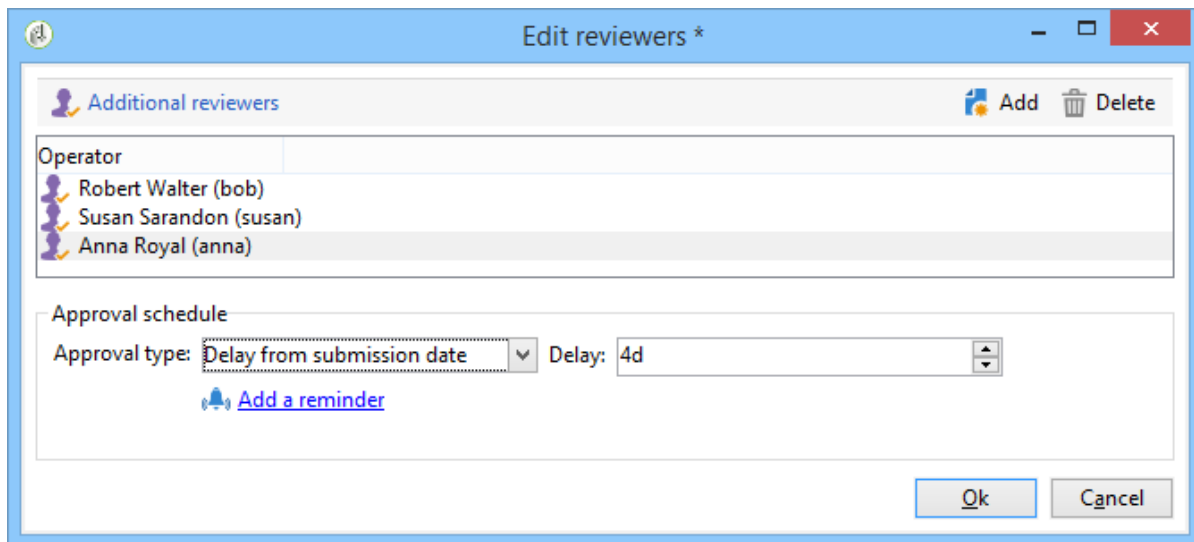 Edit reviewers *
Additional reviewers Add Delete
Operator
Robert Walter (bob)
Susan Sarandon (susan)
Anna Royal (anna)
Approval schedule
Approval type: Delay from submission date Delay: 4d
Add a reminder
Ok Cancel